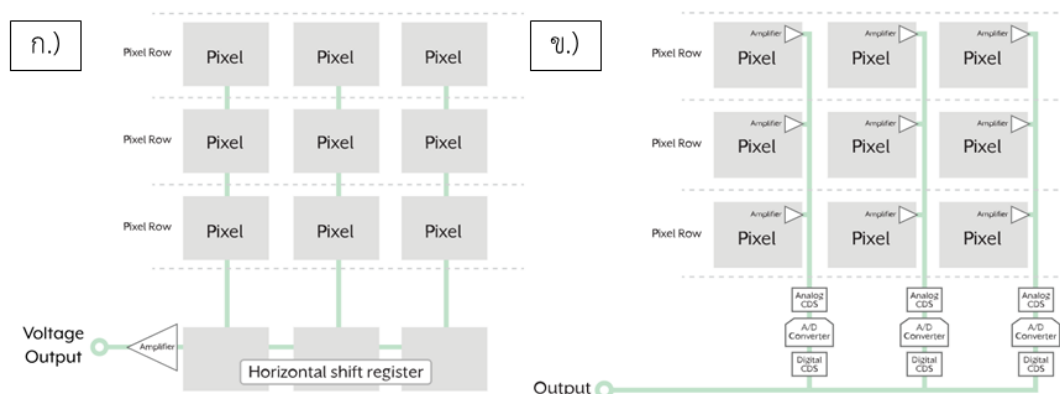 ก.)
Pixel Row Pixel Pixel Pixel
Pixel Row Pixel Pixel Pixel
Pixel Row Pixel Pixel Pixel
Voltage
Output
Amplifier
Horizontal shift register
ข.)
Amplifier Amplifier Amplifier
Pixel Row Pixel Pixel Pixel
Amplifier Amplifier Amplifier
Pixel Row Pixel Pixel Pixel
Amplifier Amplifier Amplifier
Pixel Row Pixel Pixel Pixel
Analog Analog Analog
CDS CDS CDS
A/D A/D A/D
Converter Converter Converter
Digital Digital Digital
CDS CDS CDS
Output